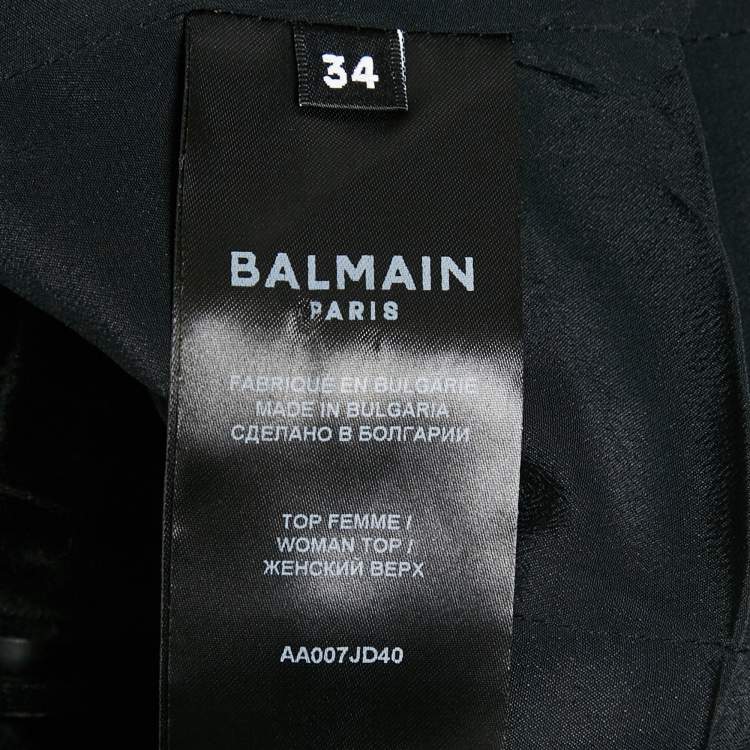 34
BALMAIN
PARIS
FABRIQUÉ EN BULGARIE
MADE IN BULGARIA
СДЕЛАНО В БОЛГАРИИ
TOP FEMME /
WOMAN TOP /
ЖЕНСКИЙ ВЕРХ
AA007JD40